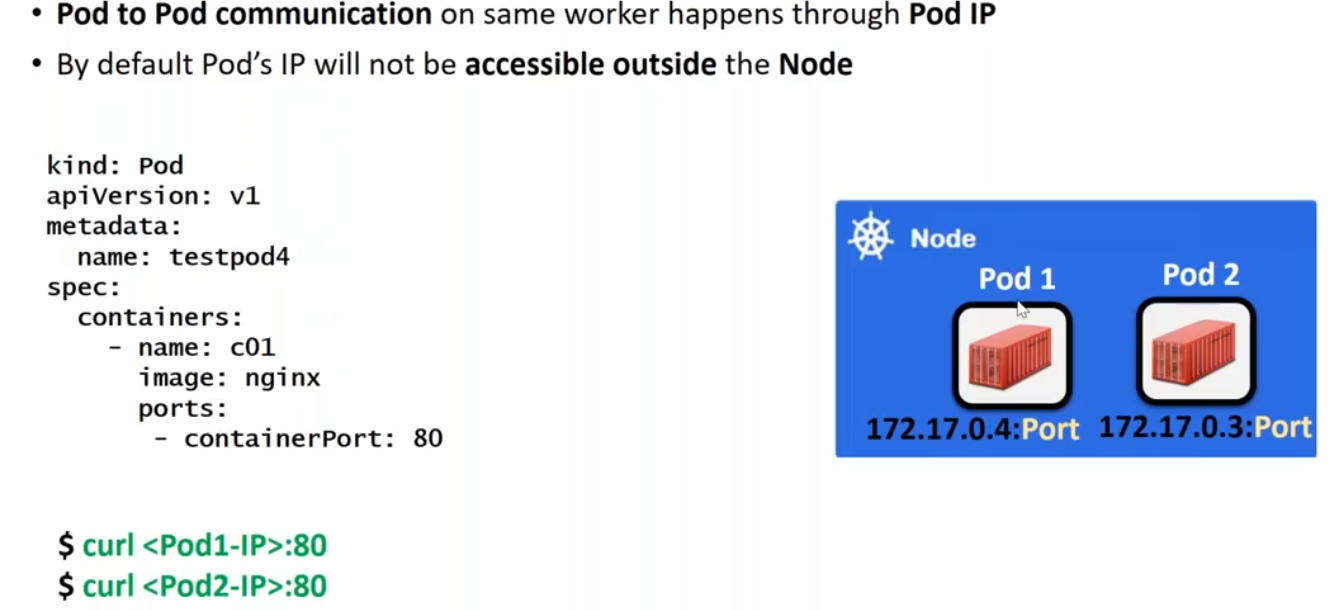 • Pod to Pod communication on same worker happens through Pod IP
• By default Pod's IP will not be accessible outside the Node
kind: Pod
apiVersion: v1
metadata:
  name: testpod4
spec:
  containers:
    - name: c01
      image: nginx
      ports:
       - containerPort: 80
Node
Pod 1 Pod 2
172.17.0.4:Port 172.17.0.3:Port
$ curl <Pod1-IP>:80
$ curl <Pod2-IP>:80